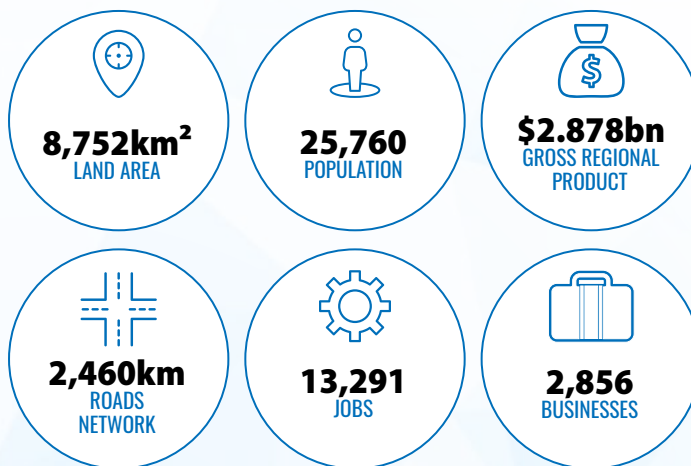 8,752km²
LAND AREA
25,760
POPULATION
$
$2.878bn
GROSS REGIONAL
PRODUCT
2,460km
ROADS
NETWORK
13,291
JOBS
2,856
BUSINESSES